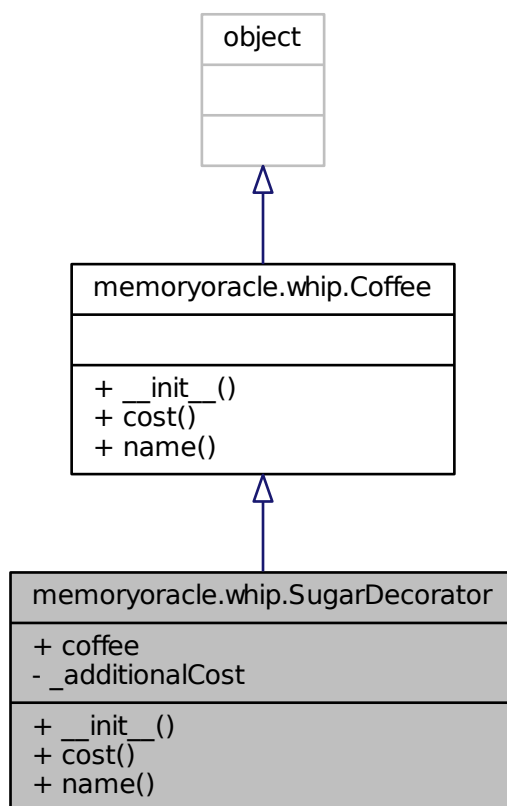 object
memoryoracle.whip.Coffee
+ __init__()
+ cost()
+ name()
memoryoracle.whip.SugarDecorator
+ coffee
- _additionalCost
+ __init__()
+ cost()
+ name()